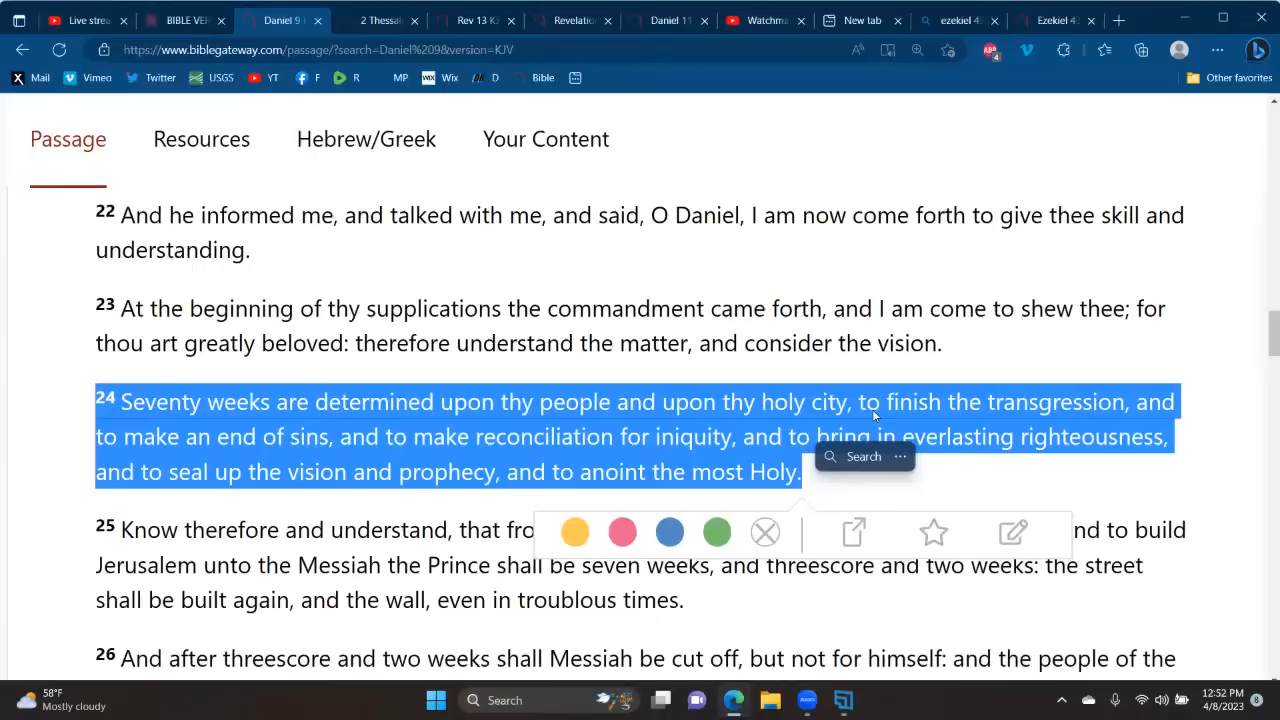 Live stream
BIBLE VER
Daniel 9
2 Thessal
Rev 13 KJ
Revelatio
Daniel 11
Watchma
New tab
ezekiel 43
Ezekiel 43
https://www.biblegateway.com/passage/?search=Daniel%209&version=KJV
Mail Vimeo Twitter USGS YT F R MP Wix D Bible Other favorites
Passage Resources Hebrew/Greek Your Content
22 And he informed me, and talked with me, and said, O Daniel, I am now come forth to give thee skill and
understanding.
23 At the beginning of thy supplications the commandment came forth, and I am come to shew thee; for
thou art greatly beloved: therefore understand the matter, and consider the vision.
24 Seventy weeks are determined upon thy people and upon thy holy city, to finish the transgression, and
to make an end of sins, and to make reconciliation for iniquity, and to bring in everlasting righteousness,
and to seal up the vision and prophecy, and to anoint the most Holy.
Search ...
25 Know therefore and understand, that fro nd to build
Jerusalem unto the Messiah the Prince shall be seven weeks, and threescore and two weeks: the street
shall be built again, and the wall, even in troublous times.
26 And after threescore and two weeks shall Messiah be cut off, but not for himself: and the people of the
58°F
Mostly cloudy
Search
12:52 PM
4/8/2023